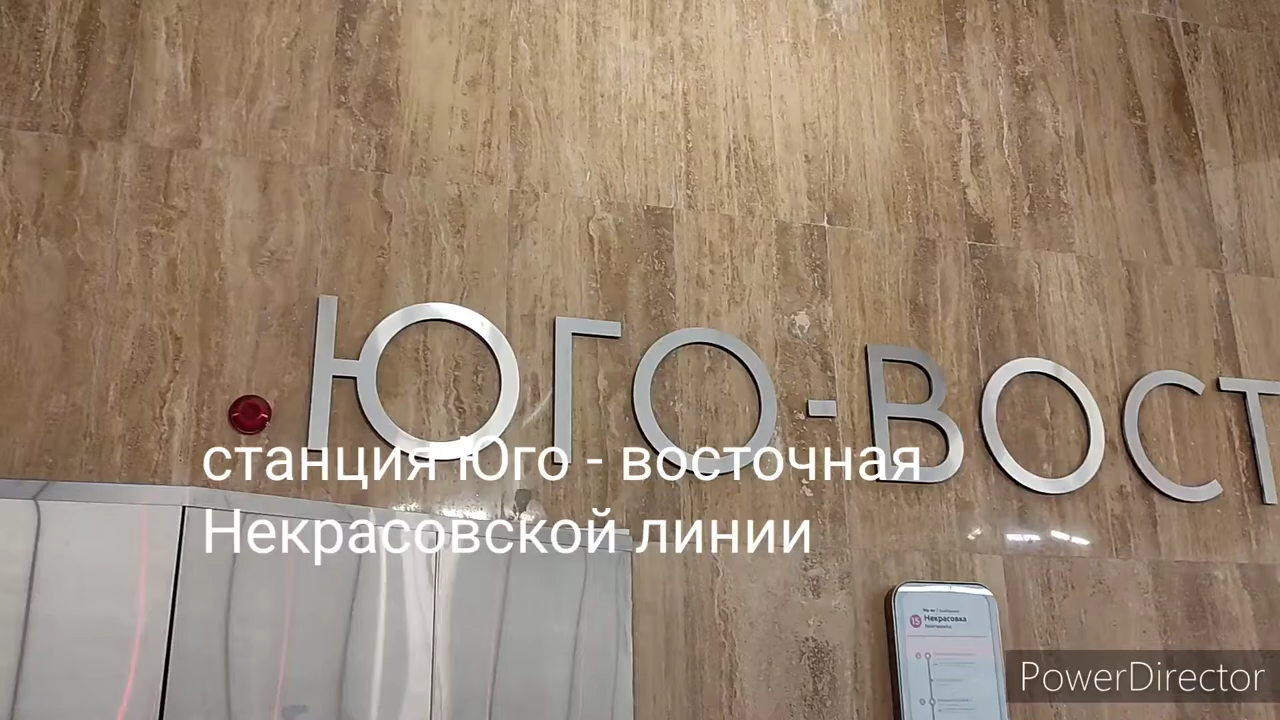 ЮГО-ВОСТ
станция Юго - восточная
Некрасовской линии
15 Некрасовка
PowerDirector